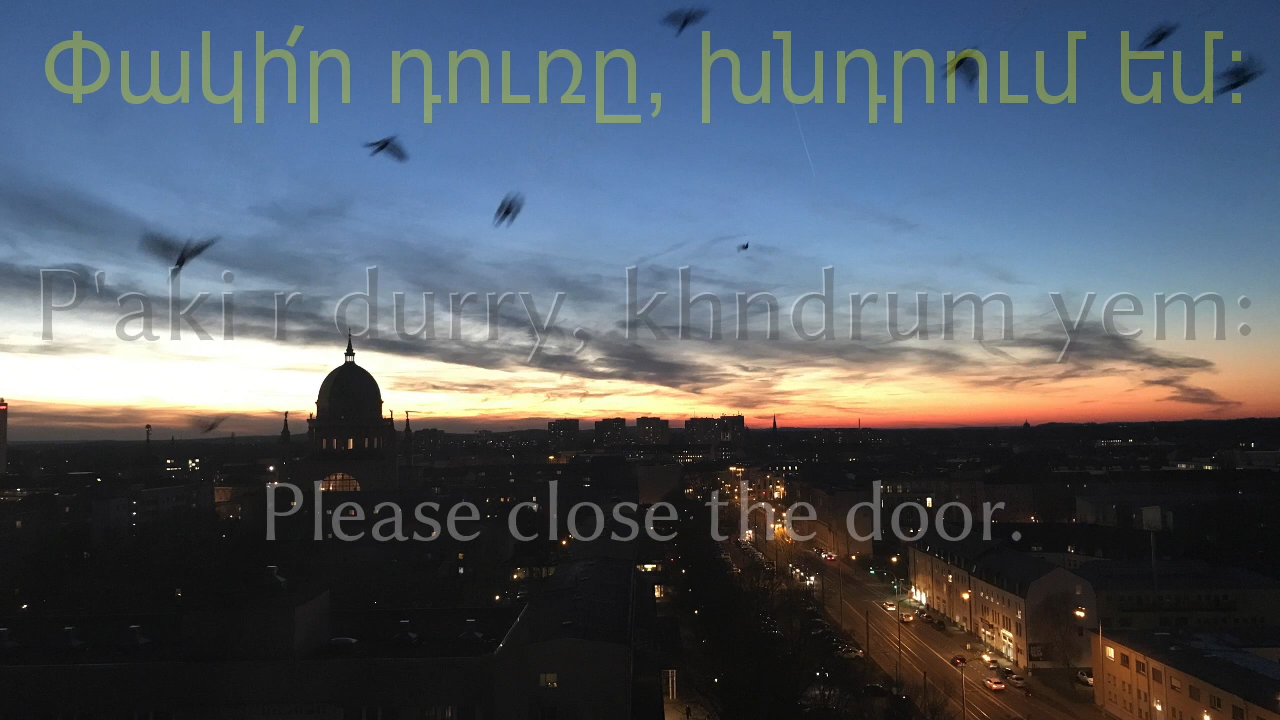 Փակի՛ր դուռը, խնդրում եմ:
P'aki r durry, khndrum yem:
Please close the door.